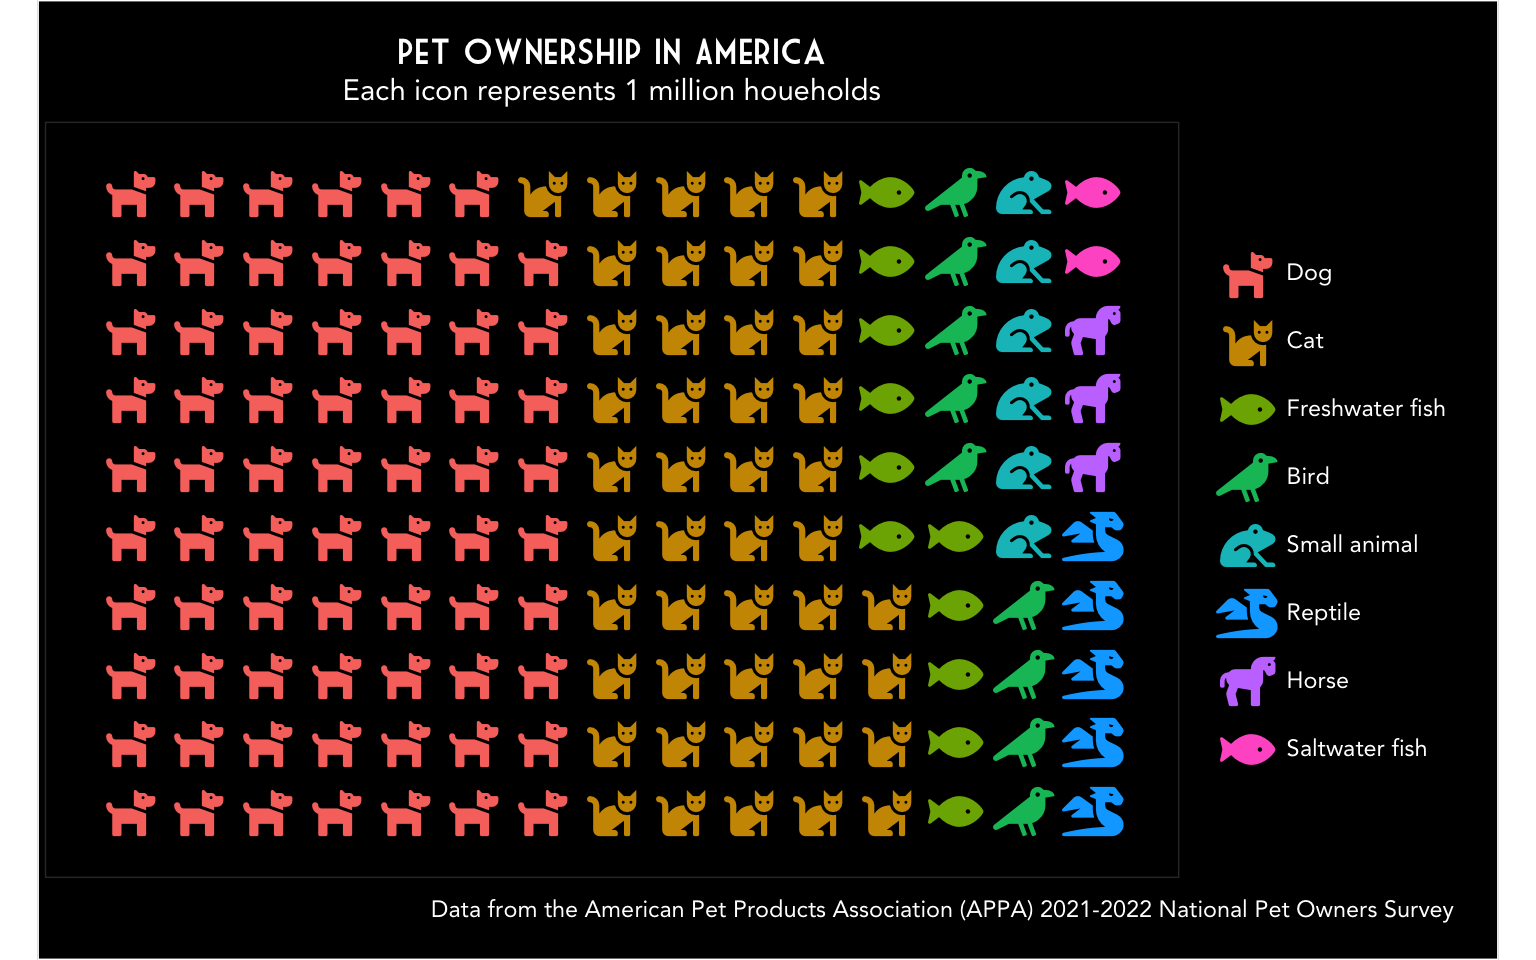 PET OWNERSHIP IN AMERICA
Each icon represents 1 million houeholds
Dog
Cat
Freshwater fish
Bird
Small animal
Reptile
Horse
Saltwater fish
Data from the American Pet Products Association (APPA) 2021-2022 National Pet Owners Survey